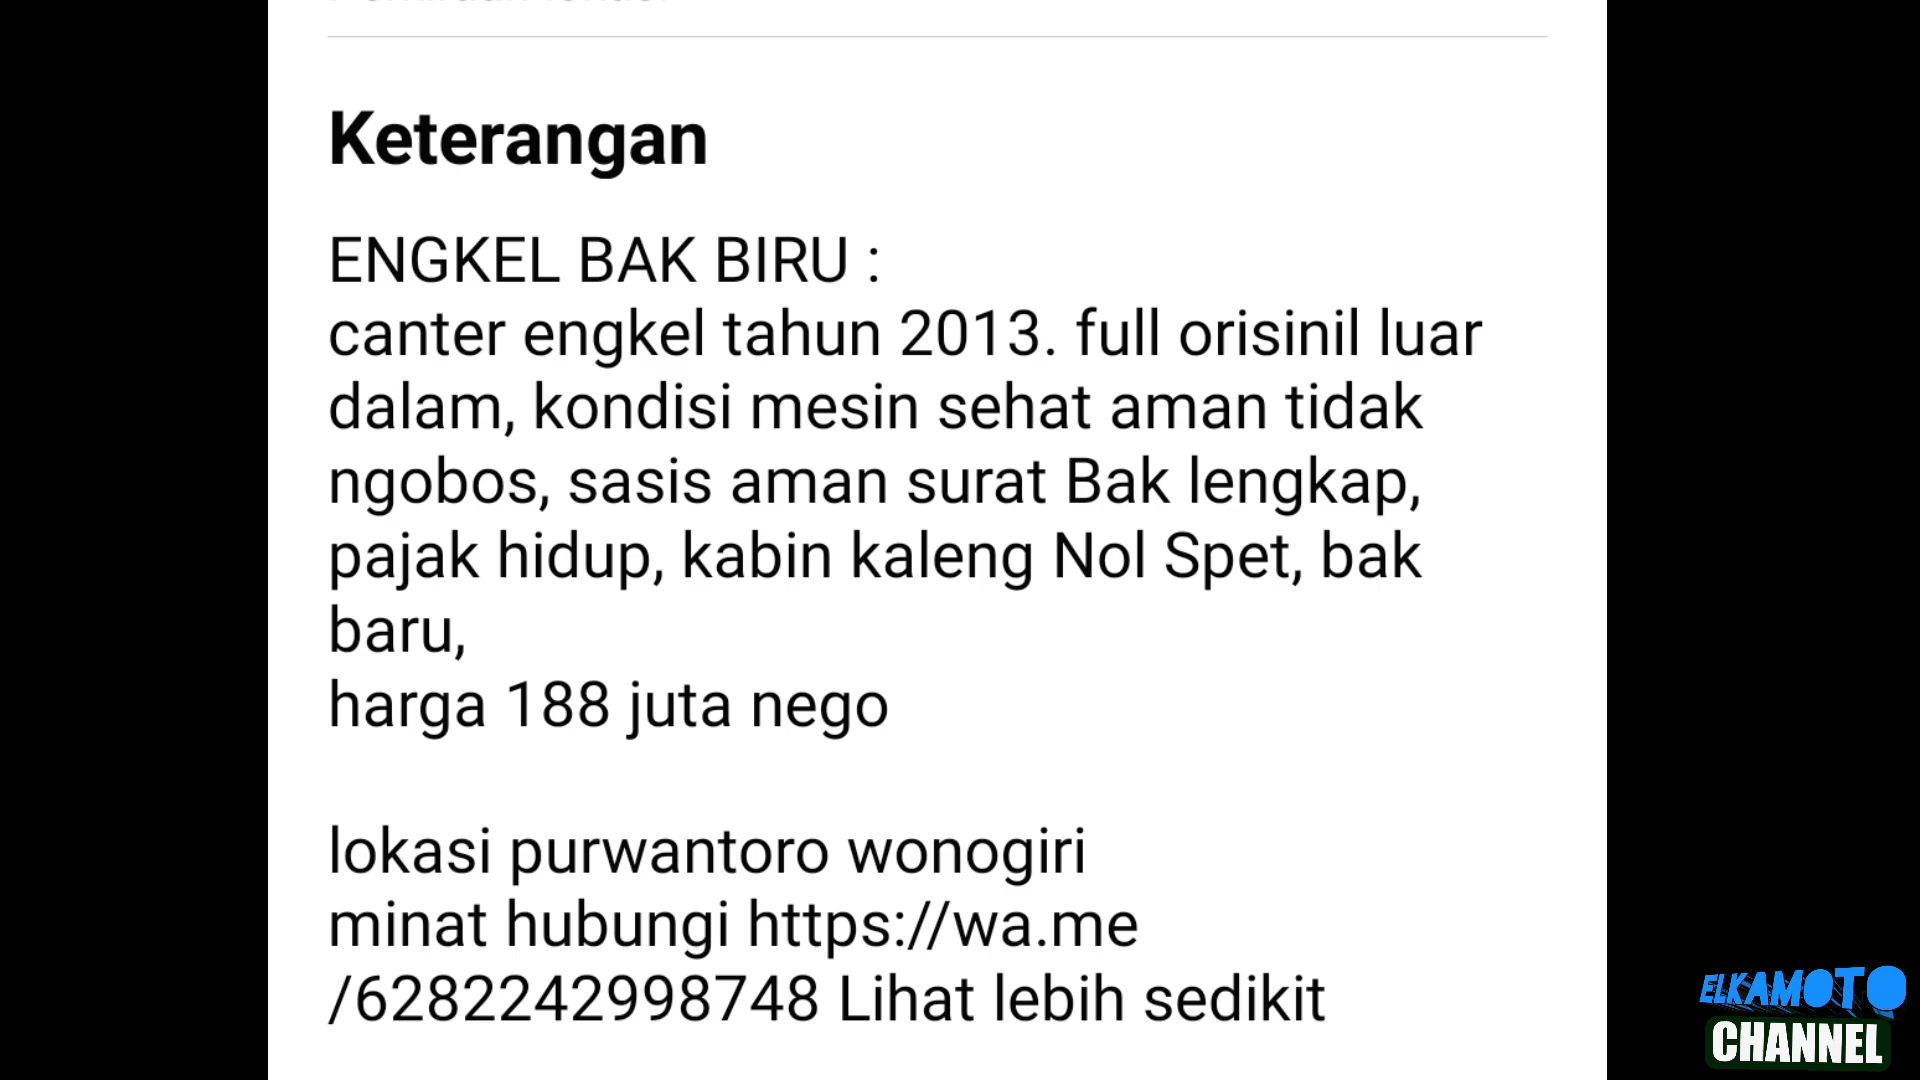 Keterangan
ENGKEL BAK BIRU :
canter engkel tahun 2013. full orisinil luar
dalam, kondisi mesin sehat aman tidak
ngobos, sasis aman surat Bak lengkap,
pajak hidup, kabin kaleng Nol Spet, bak
baru,
harga 188 juta nego
lokasi purwantoro wonogiri
minat hubungi https://wa.me
/6282242998748 Lihat lebih sedikit
ELKAMOTO
CHANNEL